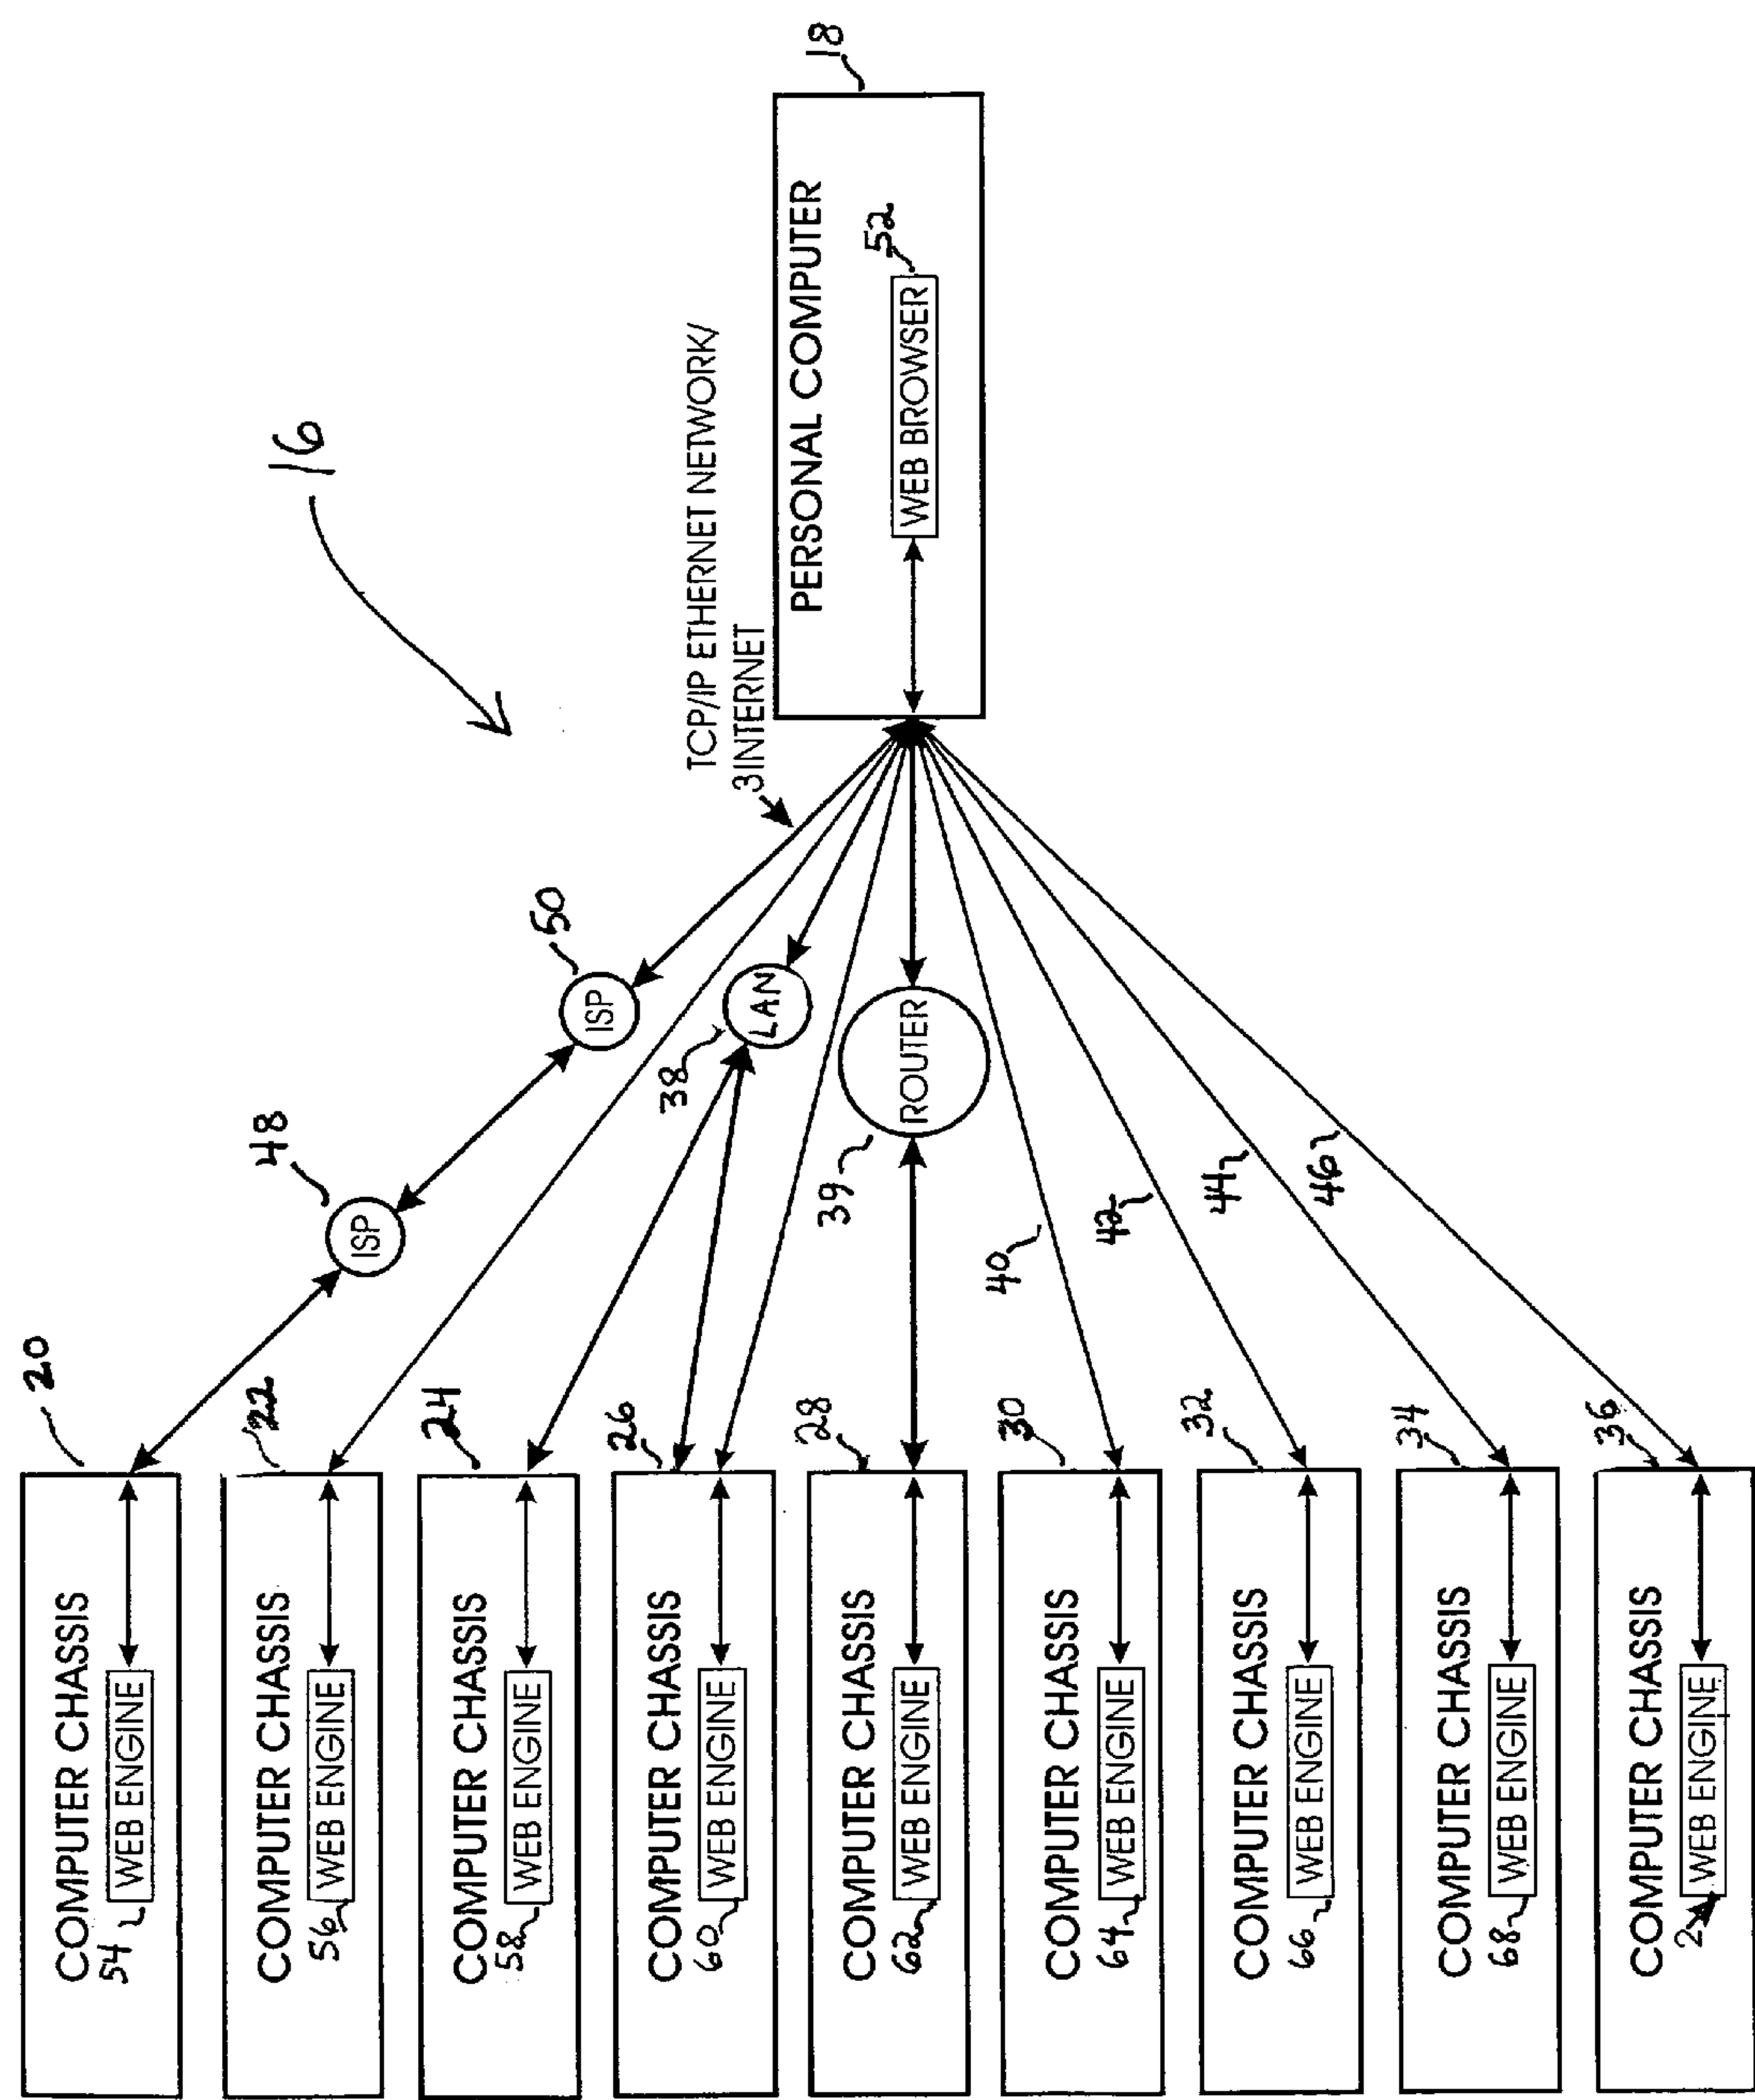 16
18
PERSONAL COMPUTER
WEB BROWSER
52
TCP/IP ETHERNET NETWORK/
3INTERNET
50
ISP
48
ISP
38
LAN
39
ROUTER
40
42
44
46
20
COMPUTER CHASSIS
54
WEB ENGINE
22
COMPUTER CHASSIS
56
WEB ENGINE
24
COMPUTER CHASSIS
58
WEB ENGINE
26
COMPUTER CHASSIS
60
WEB ENGINE
28
COMPUTER CHASSIS
62
WEB ENGINE
30
COMPUTER CHASSIS
64
WEB ENGINE
32
COMPUTER CHASSIS
66
WEB ENGINE
34
COMPUTER CHASSIS
68
WEB ENGINE
36
COMPUTER CHASSIS
2
WEB ENGINE